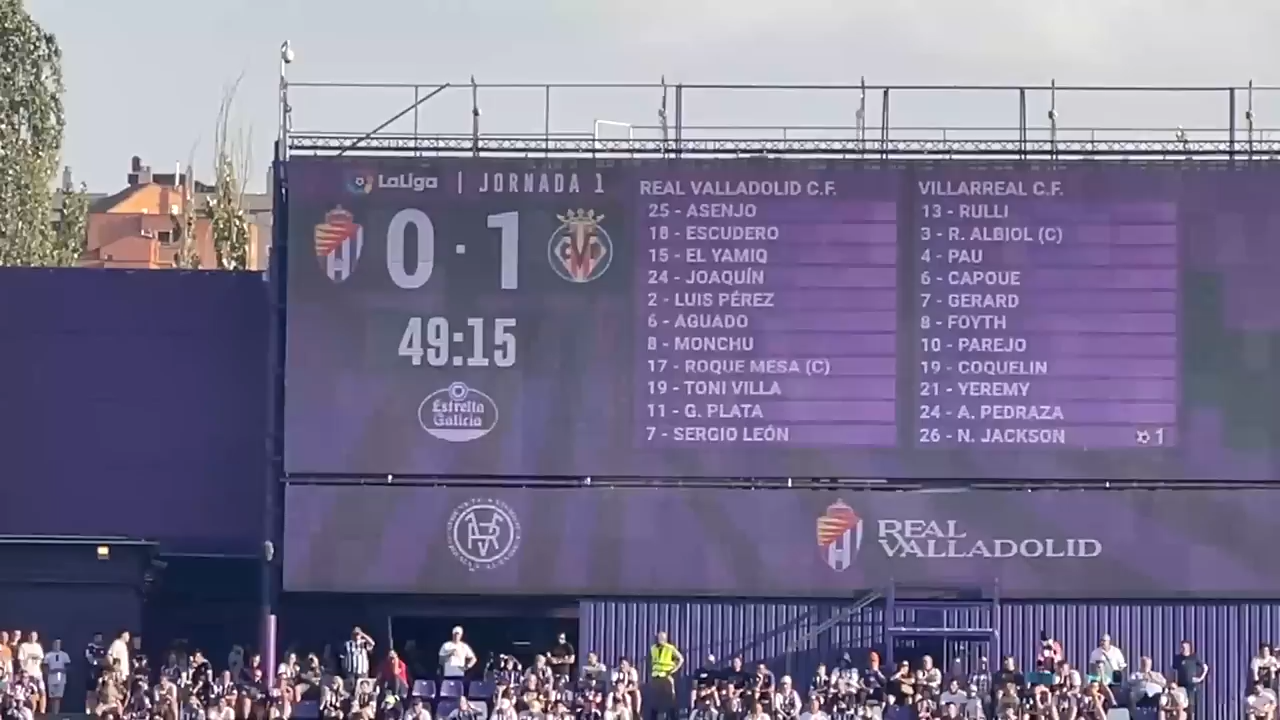 LaLiga | JORNADA 1
0 · 1
49:15
Estrella
Galicia
REAL VALLADOLID C.F.
25 - ASENJO
18 - ESCUDERO
15 - EL YAMIQ
24 - JOAQUÍN
2 - LUIS PÉREZ
6 - AGUADO
8 - MONCHU
17 - ROQUE MESA (C)
19 - TONI VILLA
11 - G. PLATA
7 - SERGIO LEÓN
VILLARREAL C.F.
13 - RULLI
3 - R. ALBIOL (C)
4 - PAU
6 - CAPOUE
7 - GERARD
8 - FOYTH
10 - PAREJO
19 - COQUELIN
21 - YEREMY
24 - A. PEDRAZA
26 - N. JACKSON 1
REAL
VALLADOLID